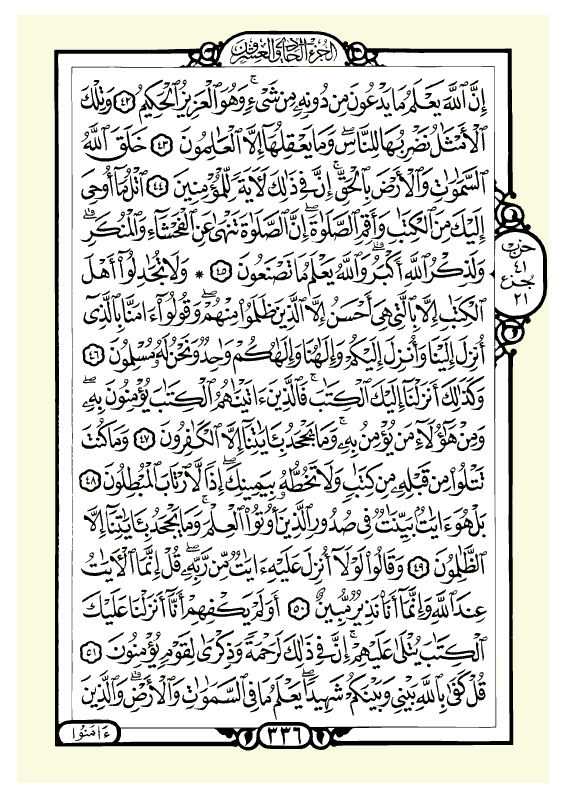 الجزء الحادي والعشرون
إِنَّ ٱللَّهَ يَعْلَمُ مَا يَدْعُونَ مِن دُونِهِۦ مِن شَىْءٍ ۚ وَهُوَ ٱلْعَزِيزُ ٱلْحَكِيمُ ٤٢ وَتِلْكَ
ٱلْأَمْثَٰلُ نَضْرِبُهَا لِلنَّاسِ ۖ وَمَا يَعْقِلُهَآ إِلَّا ٱلْعَٰلِمُونَ ٤٣ خَلَقَ ٱللَّهُ
ٱلسَّمَٰوَٰتِ وَٱلْأَرْضَ بِٱلْحَقِّ ۚ إِنَّ فِى ذَٰلِكَ لَءَايَةً لِّلْمُؤْمِنِينَ ٤٤ ٱتْلُ مَآ أُوحِىَ
إِلَيْكَ مِنَ ٱلْكِتَٰبِ وَأَقِمِ ٱلصَّلَوٰةَ ۖ إِنَّ ٱلصَّلَوٰةَ تَنْهَىٰ عَنِ ٱلْفَحْشَآءِ وَٱلْمُنكَرِ ۗ
وَلَذِكْرُ ٱللَّهِ أَكْبَرُ ۗ وَٱللَّهُ يَعْلَمُ مَا تَصْنَعُونَ ٤٥ * وَلَا تُجَٰدِلُوٓا۟ أَهْلَ
ٱلْكِتَٰبِ إِلَّا بِٱلَّتِى هِىَ أَحْسَنُ إِلَّا ٱلَّذِينَ ظَلَمُوا۟ مِنْهُمْ ۖ وَقُولُوٓا۟ ءَامَنَّا بِٱلَّذِىٓ
أُنزِلَ إِلَيْنَا وَأُنزِلَ إِلَيْكُمْ وَإِلَٰهُنَا وَإِلَٰهُكُمْ وَٰحِدٌ وَنَحْنُ لَهُۥ مُسْلِمُونَ ٤٦
وَكَذَٰلِكَ أَنزَلْنَآ إِلَيْكَ ٱلْكِتَٰبَ ۚ فَٱلَّذِينَ ءَاتَيْنَٰهُمُ ٱلْكِتَٰبَ يُؤْمِنُونَ بِهِۦ ۖ
وَمِنْ هَٰٓؤُلَآءِ مَن يُؤْمِنُ بِهِۦ ۚ وَمَا يَجْحَدُ بِـَٔايَٰتِنَآ إِلَّا ٱلْكَٰفِرُونَ ٤٧ وَمَا كُنتَ
تَتْلُوا۟ مِن قَبْلِهِۦ مِن كِتَٰبٍ وَلَا تَخُطُّهُۥ بِيَمِينِكَ ۖ إِذًا لَّٱرْتَابَ ٱلْمُبْطِلُونَ ٤٨
بَلْ هُوَ ءَايَٰتٌۢ بَيِّنَٰتٌ فِى صُدُورِ ٱلَّذِينَ أُوتُوا۟ ٱلْعِلْمَ ۚ وَمَا يَجْحَدُ بِـَٔايَٰتِنَآ إِلَّا
ٱلظَّٰلِمُونَ ٤٩ وَقَالُوا۟ لَوْلَآ أُنزِلَ عَلَيْهِ ءَايَٰتٌ مِّن رَّبِّهِۦ ۖ قُلْ إِنَّمَا ٱلْءَايَٰتُ
عِندَ ٱللَّهِ وَإِنَّمَآ أَنَا۠ نَذِيرٌ مُّبِينٌ ٥٠ أَوَلَمْ يَكْفِهِمْ أَنَّآ أَنزَلْنَا عَلَيْكَ
ٱلْكِتَٰبَ يُتْلَىٰ عَلَيْهِمْ ۚ إِنَّ فِى ذَٰلِكَ لَرَحْمَةً وَذِكْرَىٰ لِقَوْمٍ يُؤْمِنُونَ ٥١
قُلْ كَفَىٰ بِٱللَّهِ بَيْنِى وَبَيْنَكُمْ شَهِيدًا ۖ يَعْلَمُ مَا فِى ٱلسَّمَٰوَٰتِ وَٱلْأَرْضِ ۗ وَٱلَّذِينَ
حزب
٤١
جزء
٢١
٣٣٦
ءَامَنُوا